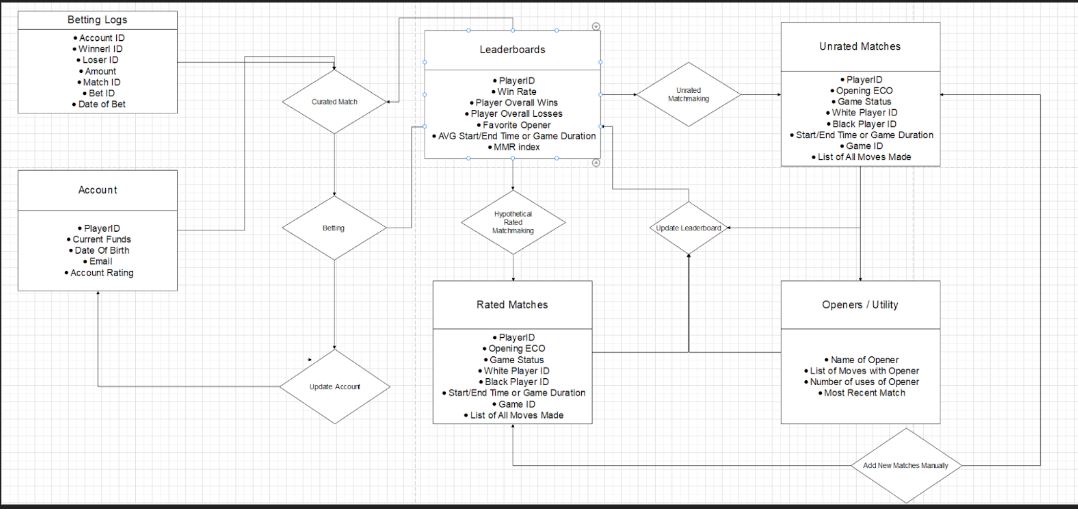 Betting Logs
• Account ID
• Winnerl ID
• Loser ID
• Amount
• Match ID
• Bet ID
• Date of Bet
Account
• PlayerID
• Current Funds
• Date Of Birth
• Email
• Account Rating
Curated Match
Betting
Update Account
Leaderboards
• PlayerID
• Win Rate
• Player Overall Wins
• Player Overall Losses
• Favorite Opener
• AVG Start/End Time or Game Duration
• MMR index
Hypothetical
Rated
Matchmaking
Rated Matches
• PlayerID
• Opening ECO
• Game Status
• White Player ID
• Black Player ID
• Start/End Time or Game Duration
• Game ID
• List of All Moves Made
Unrated
Matchmaking
Update Leaderboard
Unrated Matches
• PlayerID
• Opening ECO
• Game Status
• White Player ID
• Black Player ID
• Start/End Time or Game Duration
• Game ID
• List of All Moves Made
Openers / Utility
• Name of Opener
• List of Moves with Opener
• Number of uses of Opener
• Most Recent Match
Add New Matches Manually